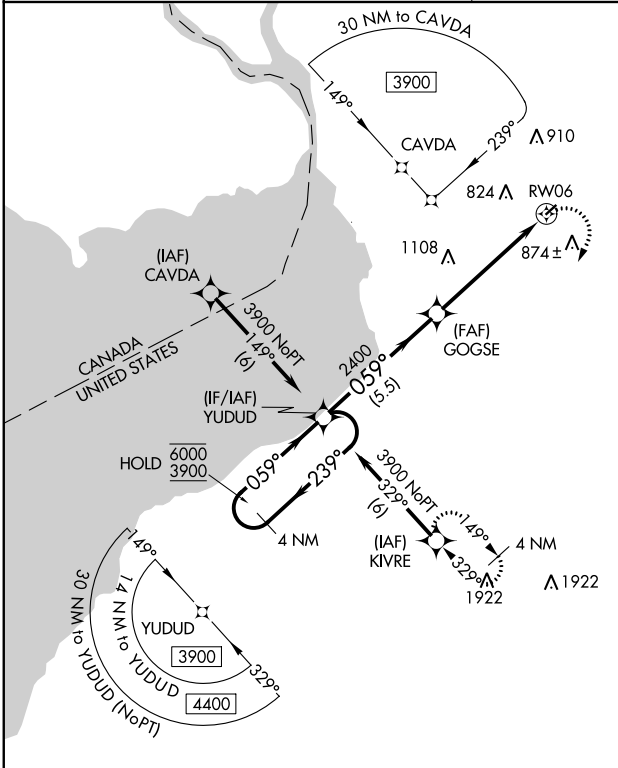 30 NM to CAVDA
3900
149°
239°
CAVDA
910
824
RW06
1108
874±
(IAF)
CAVDA
3900 NoPT
149°
(6)
CANADA
UNITED STATES
(FAF)
GOGSE
2400
059°
(5.5)
(IF/IAF)
YUDUD
HOLD
6000
3900
059°
239°
4 NM
3900 NoPT
329°
(6)
(IAF)
KIVRE
149°
4 NM
329°
1922
1922
149°
YUDUD
3900
4400
329°
14 NM to YUDUD
30 NM to YUDUD (NoPT)